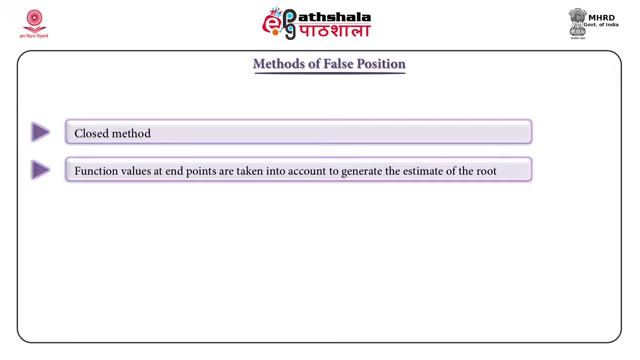 ePathshala
पाठशाला
MHRD
Govt. of India
Methods of False Position
Closed method
Function values at end points are taken into account to generate the estimate of the root